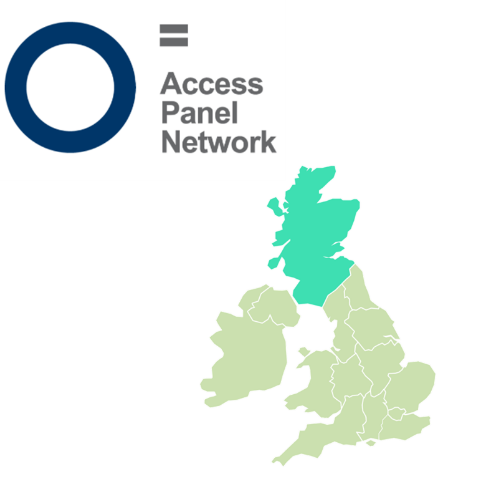 =
Access
Panel
Network